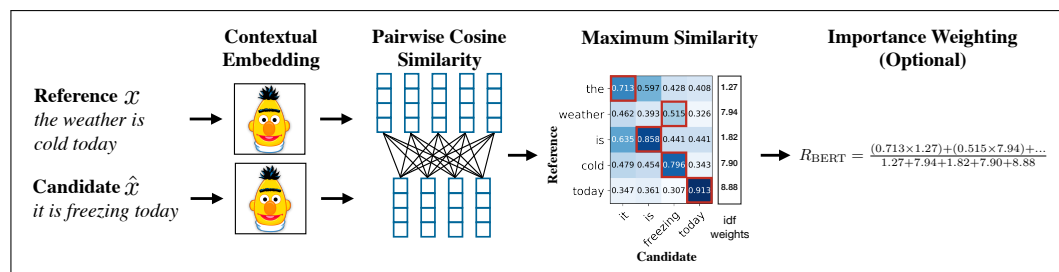 Contextual
Embedding
Pairwise Cosine
Similarity
Maximum Similarity
Importance Weighting
(Optional)
Reference x
the weather is
cold today
Candidate x̂
it is freezing today
Reference
the 0.713 0.597 0.428 0.408 1.27
weather 0.462 0.393 0.515 0.326 7.94
is 0.635 0.858 0.441 0.441 1.82
cold 0.479 0.454 0.796 0.343 7.90
today 0.347 0.361 0.307 0.913 8.88
it is freezing today
idf
weights
Candidate
R_BERT = (0.713×1.27)+(0.515×7.94)+... / 1.27+7.94+1.82+7.90+8.88